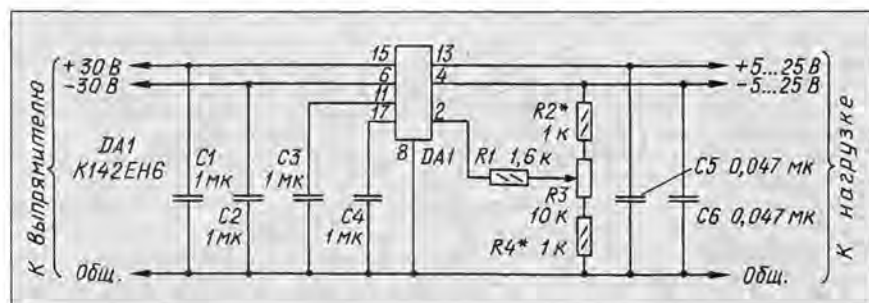 К выпрямителю
+30 В
−30 В
Общ.
DA1
К142ЕН6
C1
1 мк
C2
1 мк
C3
1 мк
C4
1 мк
15
6
11
17
8
13
4
2
DA1
R1 1,6 к
R2*
1 к
R3
10 к
R4* 1 к
C5 0,047 мк
C6 0,047 мк
+5...25 В
−5...25 В
Общ.
К нагрузке